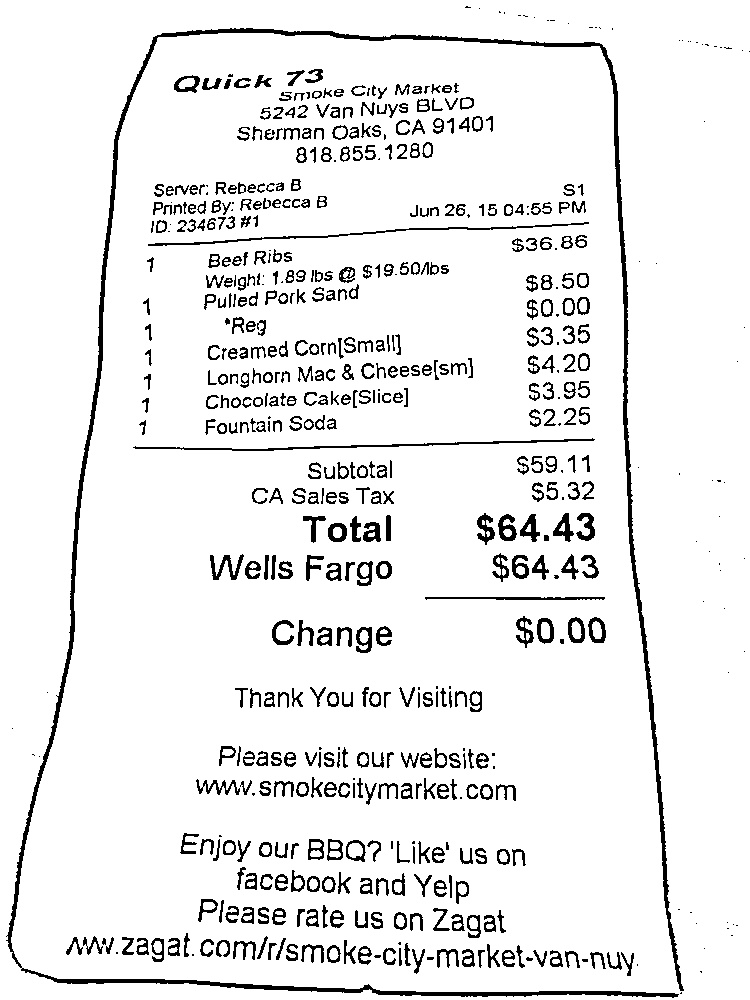 Quick 73
Smoke City Market
5242 Van Nuys BLVD
Sherman Oaks, CA 91401
818.855.1280
Server: Rebecca B
Printed By: Rebecca B S1
ID: 234673 #1 Jun 26, 15 04:55 PM
1 Beef Ribs $36.86
Weight: 1.89 lbs @ $19.50/lbs
1 Pulled Pork Sand $8.50
1 *Reg $0.00
1 Creamed Corn[Small] $3.35
1 Longhorn Mac & Cheese[sm] $4.20
1 Chocolate Cake[Slice] $3.95
1 Fountain Soda $2.25
Subtotal $59.11
CA Sales Tax $5.32
Total $64.43
Wells Fargo $64.43
Change $0.00
Thank You for Visiting
Please visit our website:
www.smokecitymarket.com
Enjoy our BBQ? 'Like' us on
facebook and Yelp
Please rate us on Zagat
ww.zagat.com/r/smoke-city-market-van-nuy